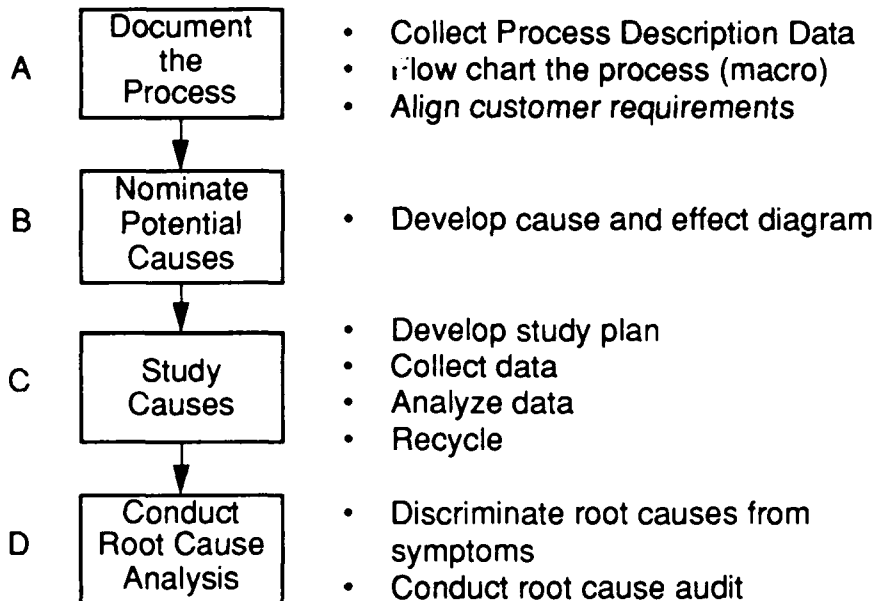 A
Document
the
Process
• Collect Process Description Data
• Flow chart the process (macro)
• Align customer requirements
B
Nominate
Potential
Causes
• Develop cause and effect diagram
C
Study
Causes
• Develop study plan
• Collect data
• Analyze data
• Recycle
D
Conduct
Root Cause
Analysis
• Discriminate root causes from
symptoms
• Conduct root cause audit